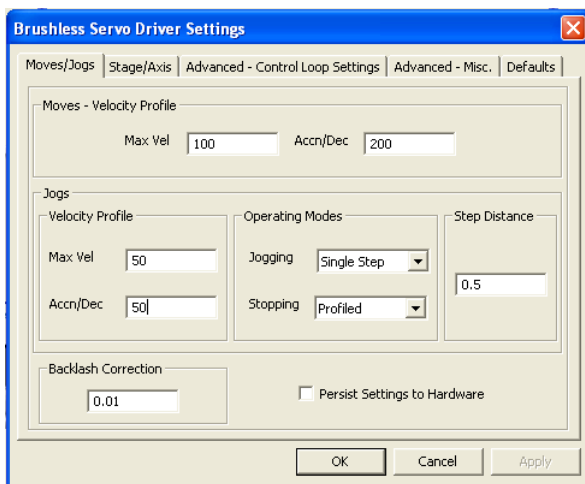 Brushless Servo Driver Settings
Moves/Jogs Stage/Axis Advanced - Control Loop Settings Advanced - Misc. Defaults
Moves - Velocity Profile
Max Vel 100 Accn/Dec 200
Jogs
Velocity Profile
Max Vel 50
Accn/Dec 50
Operating Modes
Jogging Single Step
Stopping Profiled
Step Distance
0.5
Backlash Correction
0.01
Persist Settings to Hardware
OK Cancel Apply